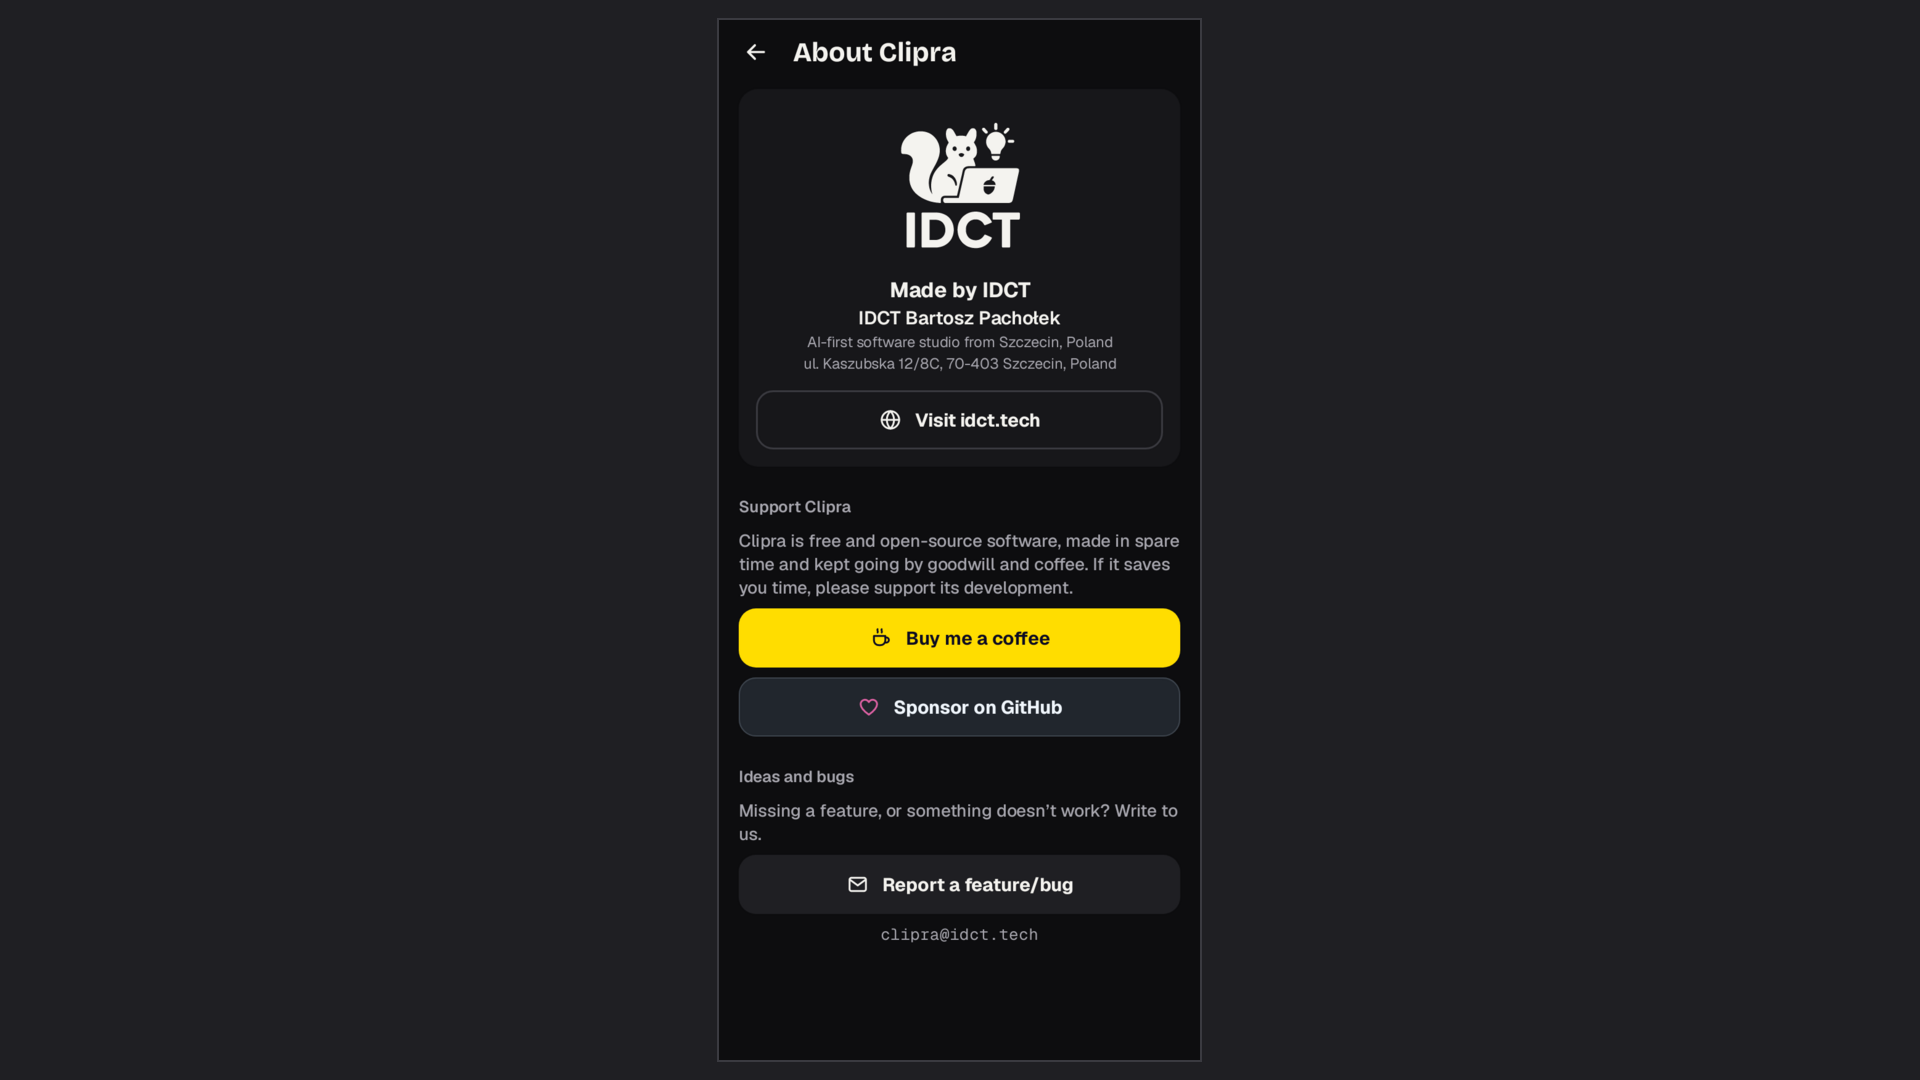 About Clipra
IDCT
Made by IDCT
IDCT Bartosz Pachołek
AI-first software studio from Szczecin, Poland
ul. Kaszubska 12/8C, 70-403 Szczecin, Poland
Visit idct.tech
Support Clipra
Clipra is free and open-source software, made in spare
time and kept going by goodwill and coffee. If it saves
you time, please support its development.
Buy me a coffee
Sponsor on GitHub
Ideas and bugs
Missing a feature, or something doesn’t work? Write to
us.
Report a feature/bug
clipra@idct.tech